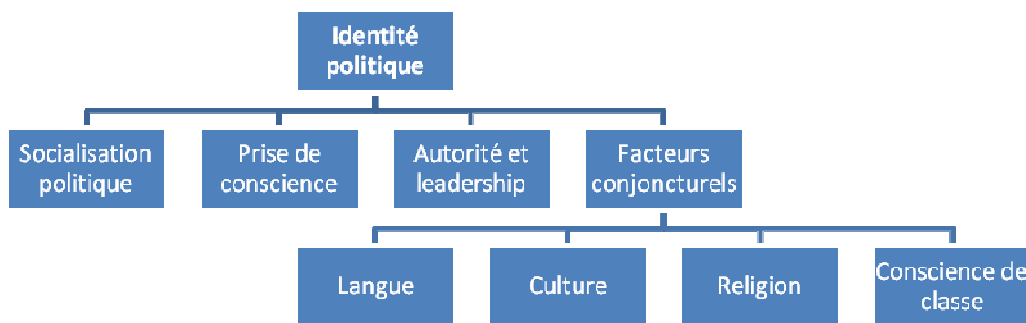 Identité
politique
Socialisation
politique
Prise de
conscience
Autorité et
leadership
Facteurs
conjoncturels
Langue
Culture
Religion
Conscience de
classe